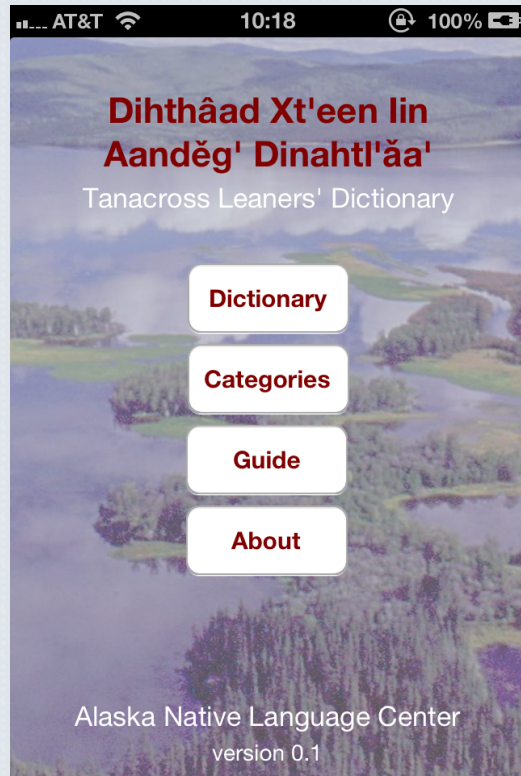 AT&T 10:18 100%
Dihthâad Xt'een Iin
Aandĕg' Dinahtl'ăa'
Tanacross Leaners' Dictionary
Dictionary
Categories
Guide
About
Alaska Native Language Center
version 0.1